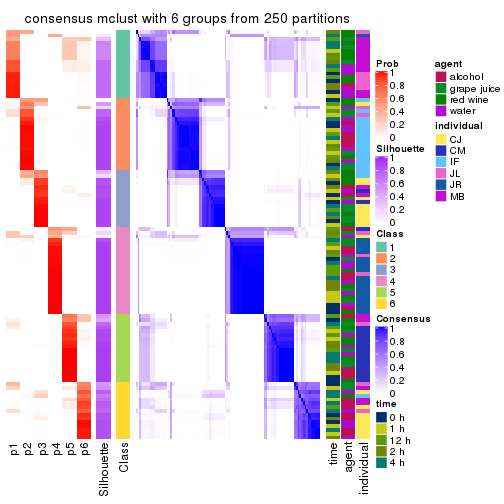 consensus mclust with 6 groups from 250 partitions
Prob
1
0.8
0.6
0.4
0.2
0
Silhouette
1
0.8
0.6
0.4
0.2
0
Class
1
2
3
4
5
6
Consensus
1
0.8
0.6
0.4
0.2
0
time
0 h
1 h
12 h
2 h
4 h
agent
alcohol
grape juice
red wine
water
individual
CJ
CM
IF
JL
JR
MB
p1
p2
p3
p4
p5
p6
Silhouette
Class
time
agent
individual